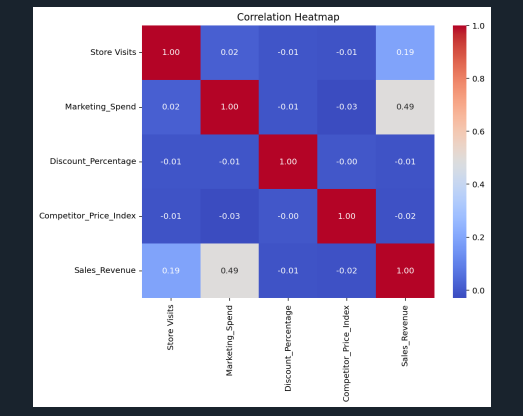 Correlation Heatmap
Store Visits 1.00 0.02 -0.01 -0.01 0.19
Marketing_Spend 0.02 1.00 -0.01 -0.03 0.49
Discount_Percentage -0.01 -0.01 1.00 -0.00 -0.01
Competitor_Price_Index -0.01 -0.03 -0.00 1.00 -0.02
Sales_Revenue 0.19 0.49 -0.01 -0.02 1.00
Store Visits
Marketing_Spend
Discount_Percentage
Competitor_Price_Index
Sales_Revenue
1.0
0.8
0.6
0.4
0.2
0.0